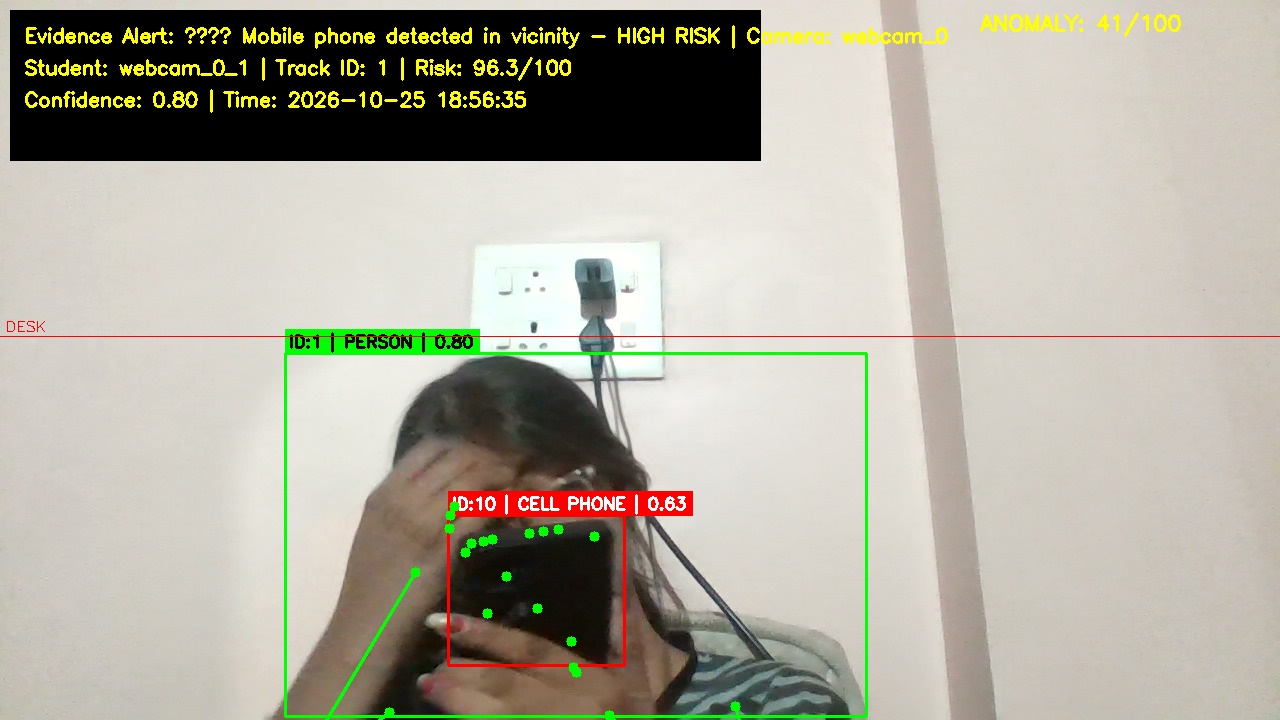 Evidence Alert: ???? Mobile phone detected in vicinity - HIGH RISK | Camera: webcam_0
ANOMALY: 41/100
Student: webcam_0_1 | Track ID: 1 | Risk: 96.3/100
Confidence: 0.80 | Time: 2026-10-25 18:56:35
DESK
ID:1 | PERSON | 0.80
ID:10 | CELL PHONE | 0.63